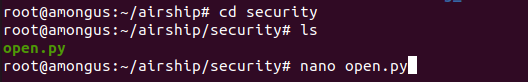 root@amongus:~/airship# cd security
root@amongus:~/airship/security# ls
open.py
root@amongus:~/airship/security# nano open.py